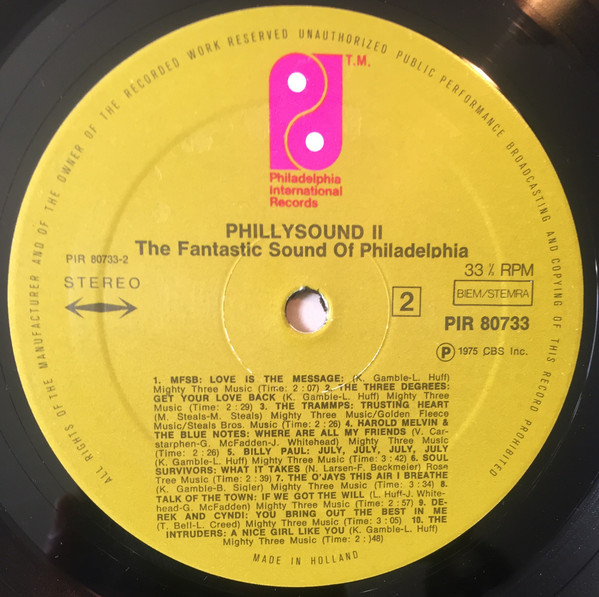 ALL RIGHTS OF THE MANUFACTURER AND OF THE OWNER OF THE RECORDED WORK RESERVED UNAUTHORIZED PUBLIC PERFORMANCE BROADCASTING AND COPYING OF THIS RECORD PROHIBITED
T.M.
Philadelphia
International
Records
PHILLYSOUND II
The Fantastic Sound Of Philadelphia
PIR 80733-2
STEREO
33 ⅓ RPM
BIEM/STEMRA
2
PIR 80733
Ⓟ 1975 CBS Inc.
1. MFSB: LOVE IS THE MESSAGE: (K. Gamble-L. Huff)
Mighty Three Music (Time: 2 : 07) 2. THE THREE DEGREES:
GET YOUR LOVE BACK (K. Gamble-L. Huff) Mighty Three
Music (Time: 2 : 29) 3. THE TRAMMPS: TRUSTING HEART
(M. Steals-M. Steals) Mighty Three Music/Golden Fleece
Music/Steals Bros. Music (Time: 2 : 26) 4. HAROLD MELVIN &
THE BLUE NOTES: WHERE ARE ALL MY FRIENDS (V. Car-
starphen-G. McFadden-J. Whitehead) Mighty Three Music
(Time: 2 : 26) 5. BILLY PAUL: JULY, JULY, JULY, JULY
(K. Gamble-L. Huff) Mighty Three Music (Time: 3 : 42) 6. SOUL
SURVIVORS: WHAT IT TAKES (N. Larsen-F. Beckmeier) Rose
Tree Music (Time: 2 : 39) 7. THE O'JAYS THIS AIR I BREATHE
(K. Gamble-B. Sigler) Mighty Three Music (Time: 3 : 34) 8.
TALK OF THE TOWN: IF WE GOT THE WILL (L. Huff-J. White-
head-G. McFadden) Mighty Three Music (Time: 2 : 57) 9. DE-
REK AND CYNDI: YOU BRING OUT THE BEST IN ME
(T. Bell-L. Creed) Mighty Three Music (Time: 3 : 05) 10. THE
INTRUDERS: A NICE GIRL LIKE YOU (K. Gamble-L. Huff)
Mighty Three Music (Time: 2 :)48)
MADE IN HOLLAND